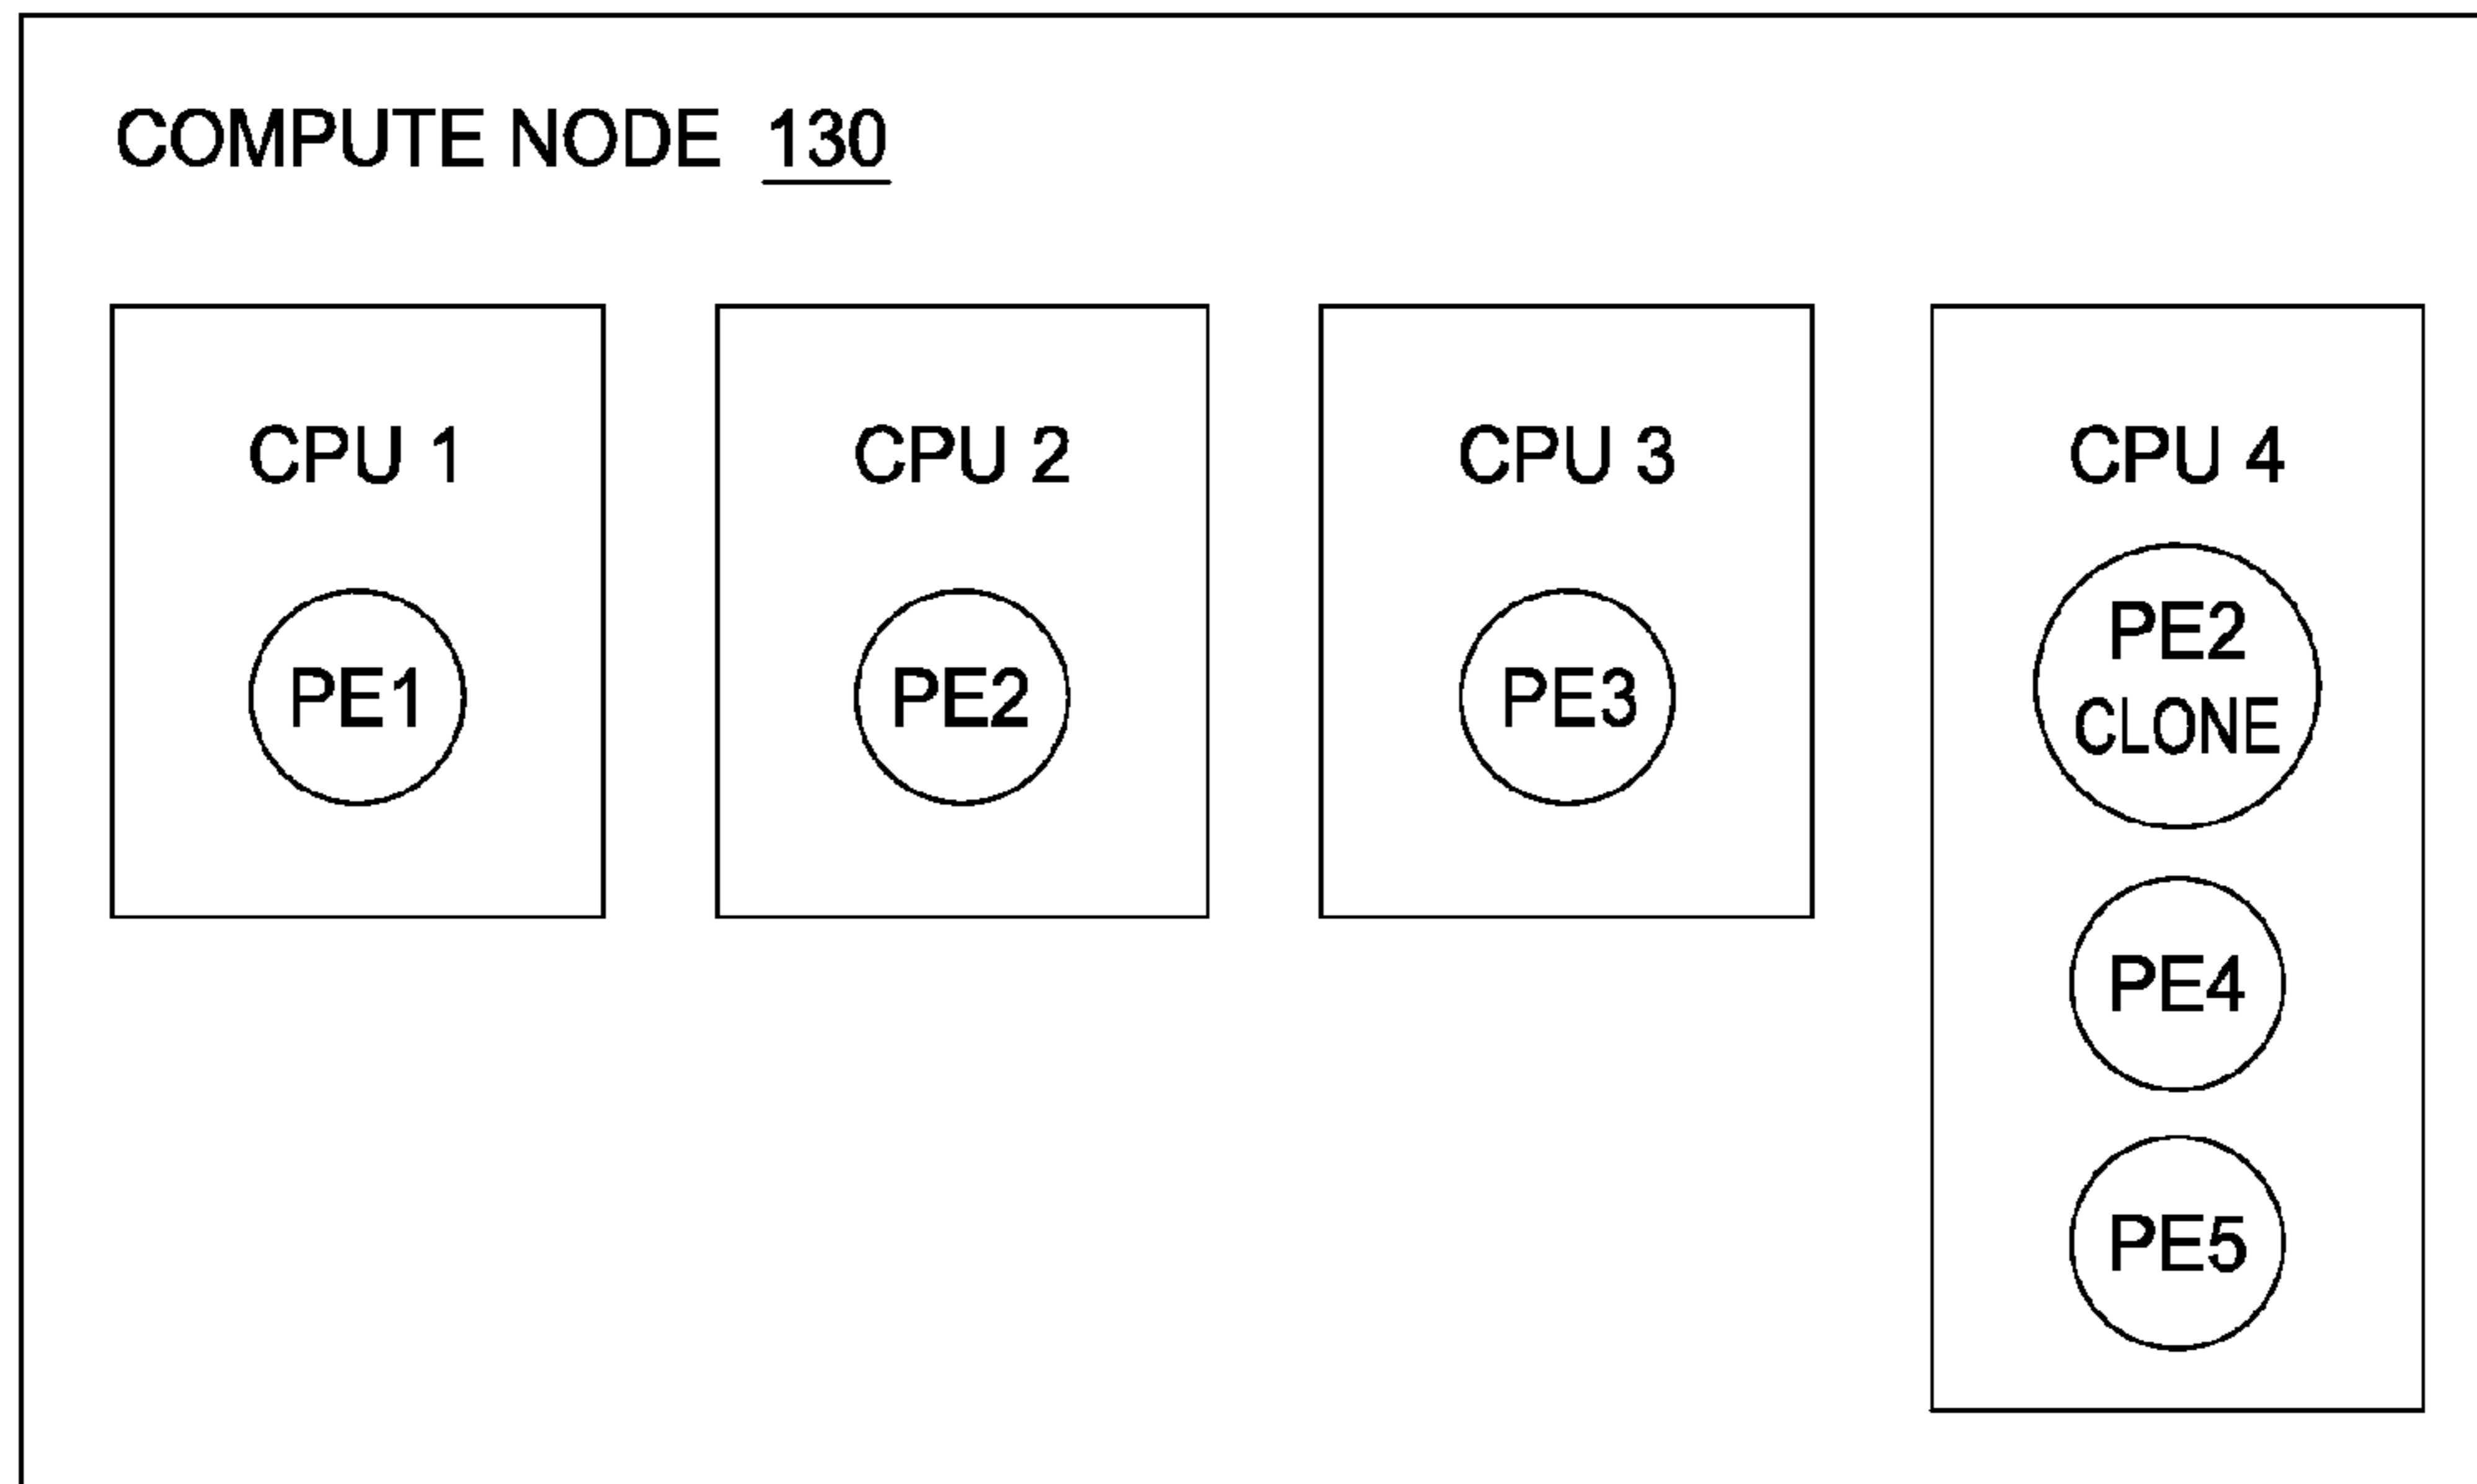 COMPUTE NODE 130
CPU 1
PE1
CPU 2
PE2
CPU 3
PE3
CPU 4
PE2
CLONE
PE4
PE5